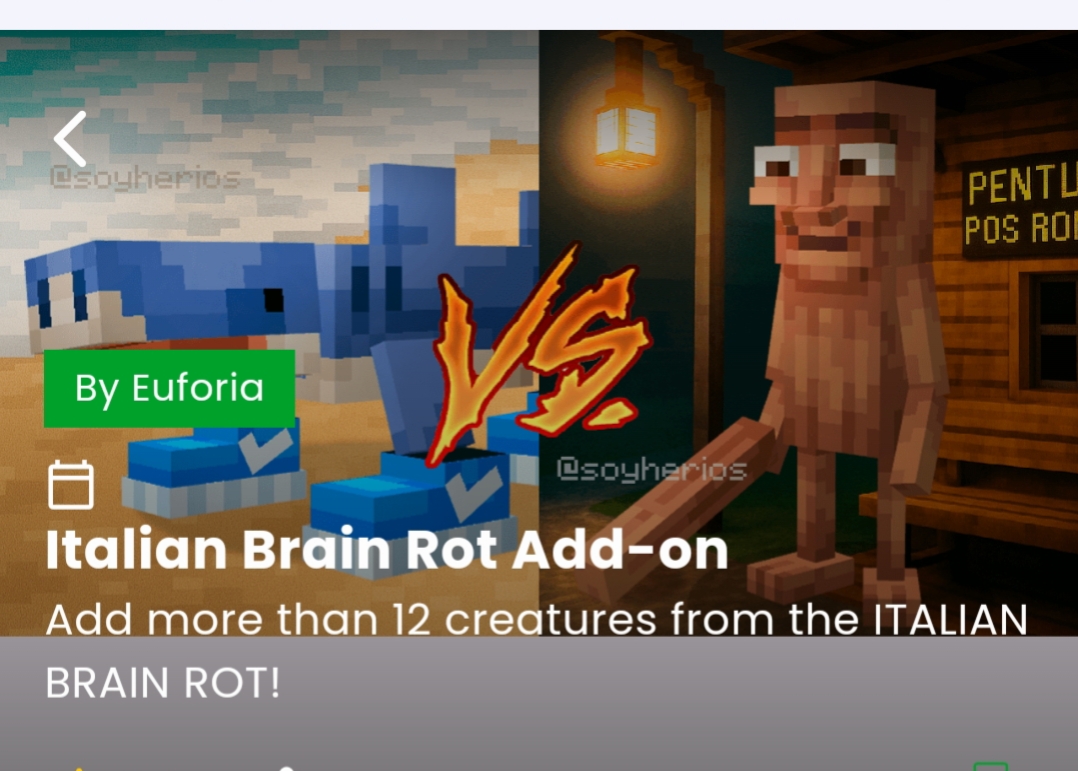 @soyherios
PENTU
POS ROM
VS.
By Euforia
@soyherios
Italian Brain Rot Add-on
Add more than 12 creatures from the ITALIAN
BRAIN ROT!